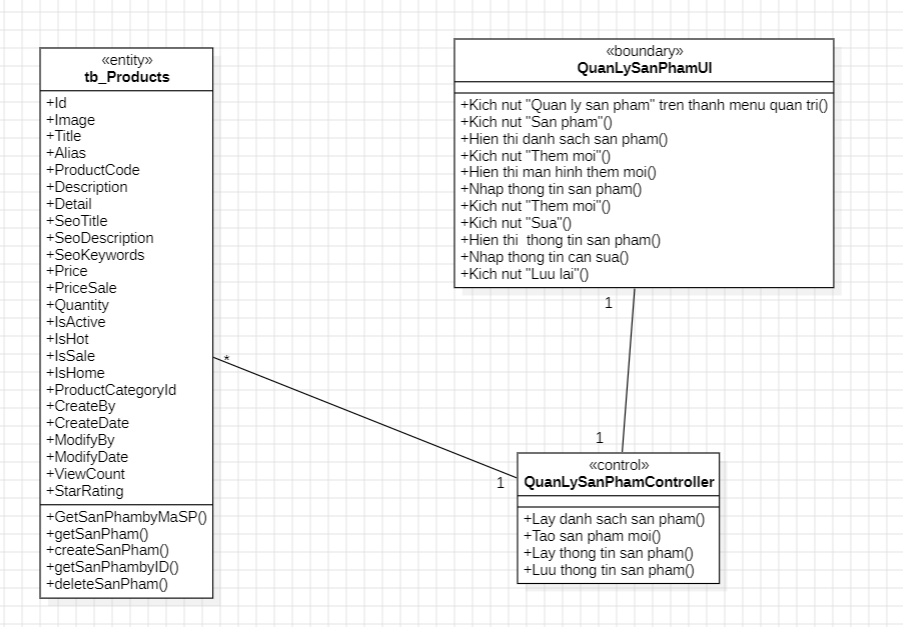 «entity»
tb_Products
+Id
+Image
+Title
+Alias
+ProductCode
+Description
+Detail
+SeoTitle
+SeoDescription
+SeoKeywords
+Price
+PriceSale
+Quantity
+IsActive
+IsHot
+IsSale
+IsHome
+ProductCategoryId
+CreateBy
+CreateDate
+ModifyBy
+ModifyDate
+ViewCount
+StarRating
+GetSanPhambyMaSP()
+getSanPham()
+createSanPham()
+getSanPhambyID()
+deleteSanPham()
«boundary»
QuanLySanPhamUI
+Kich nut "Quan ly san pham" tren thanh menu quan tri()
+Kich nut "San pham"()
+Hien thi danh sach san pham()
+Kich nut "Them moi"()
+Hien thi man hinh them moi()
+Nhap thong tin san pham()
+Kich nut "Them moi"()
+Kich nut "Sua"()
+Hien thi  thong tin san pham()
+Nhap thong tin can sua()
+Kich nut "Luu lai"()
1
*
1
1
«control»
QuanLySanPhamController
+Lay danh sach san pham()
+Tao san pham moi()
+Lay thong tin san pham()
+Luu thong tin san pham()